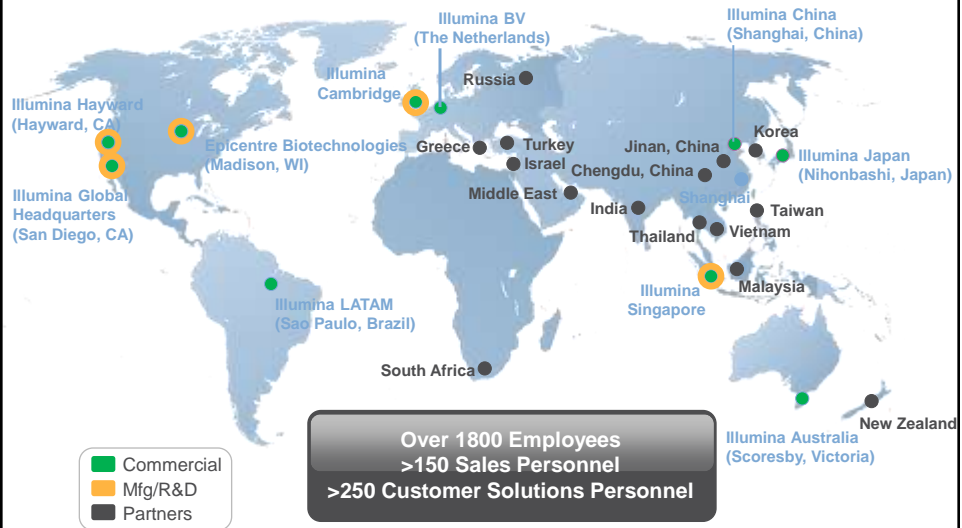 Illumina BV
(The Netherlands)
Illumina China
(Shanghai, China)
Illumina
Cambridge
Russia
Illumina Hayward
(Hayward, CA)
Epicentre Biotechnologies
(Madison, WI)
Greece
Turkey
Israel
Jinan, China
Korea
Chengdu, China
Illumina Japan
(Nihonbashi, Japan)
Illumina Global
Headquarters
(San Diego, CA)
Middle East
Shanghai
India
Taiwan
Thailand
Vietnam
Illumina
Singapore
Malaysia
Illumina LATAM
(Sao Paulo, Brazil)
South Africa
New Zealand
Illumina Australia
(Scoresby, Victoria)
Over 1800 Employees
>150 Sales Personnel
>250 Customer Solutions Personnel
Commercial
Mfg/R&D
Partners